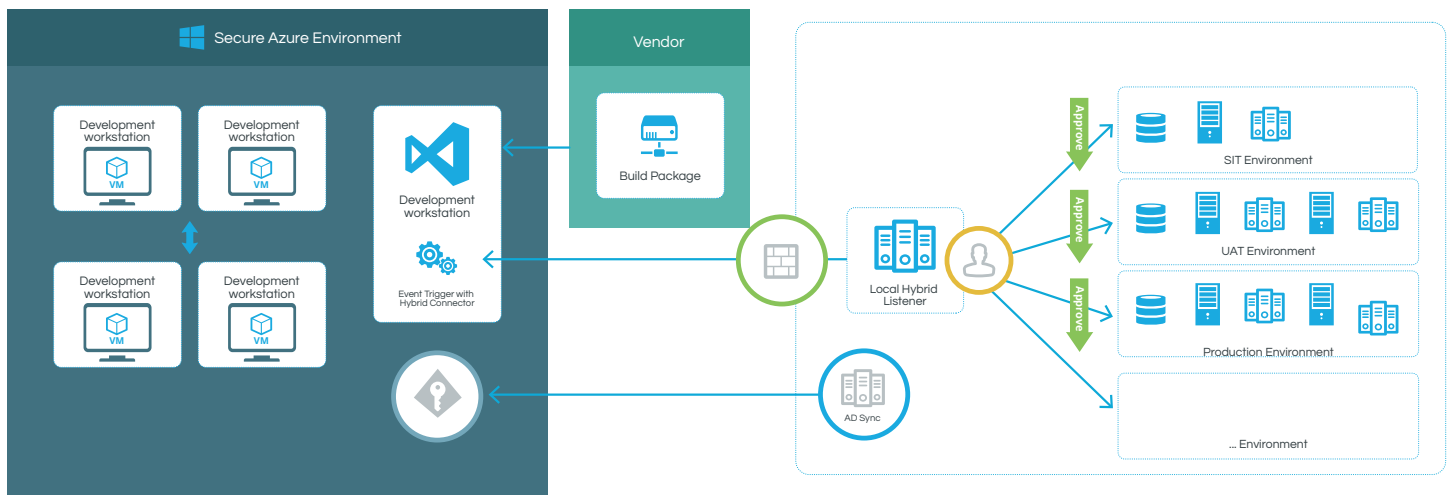 Secure Azure Environment
Development
workstation
VM
Development
workstation
VM
Development
workstation
VM
Development
workstation
VM
Development
workstation
Event Trigger with
Hybrid Connector
Vendor
Build Package
Local Hybrid
Listener
AD Sync
Approve
SIT Environment
Approve
UAT Environment
Approve
Production Environment
... Environment